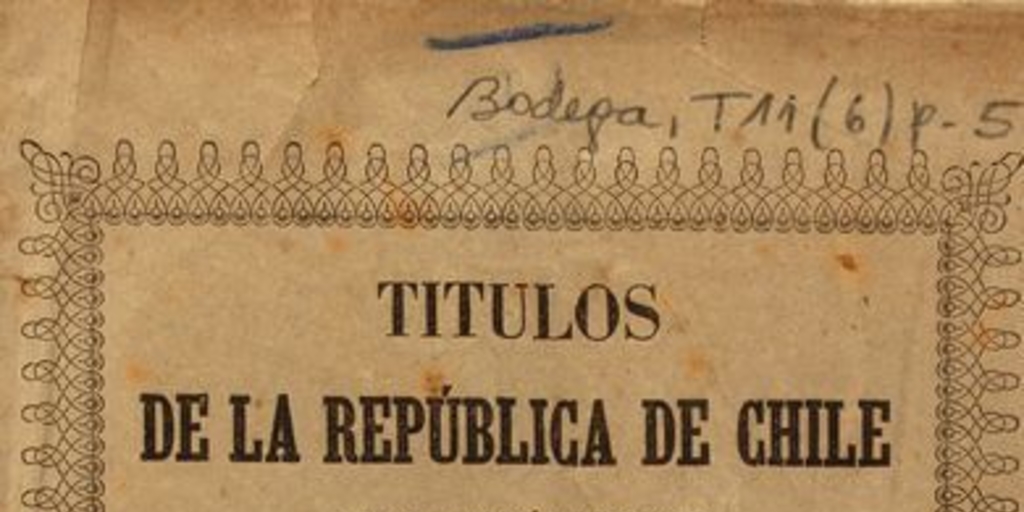 Bodega, T11(6) p-5
TITULOS
DE LA REPÚBLICA DE CHILE